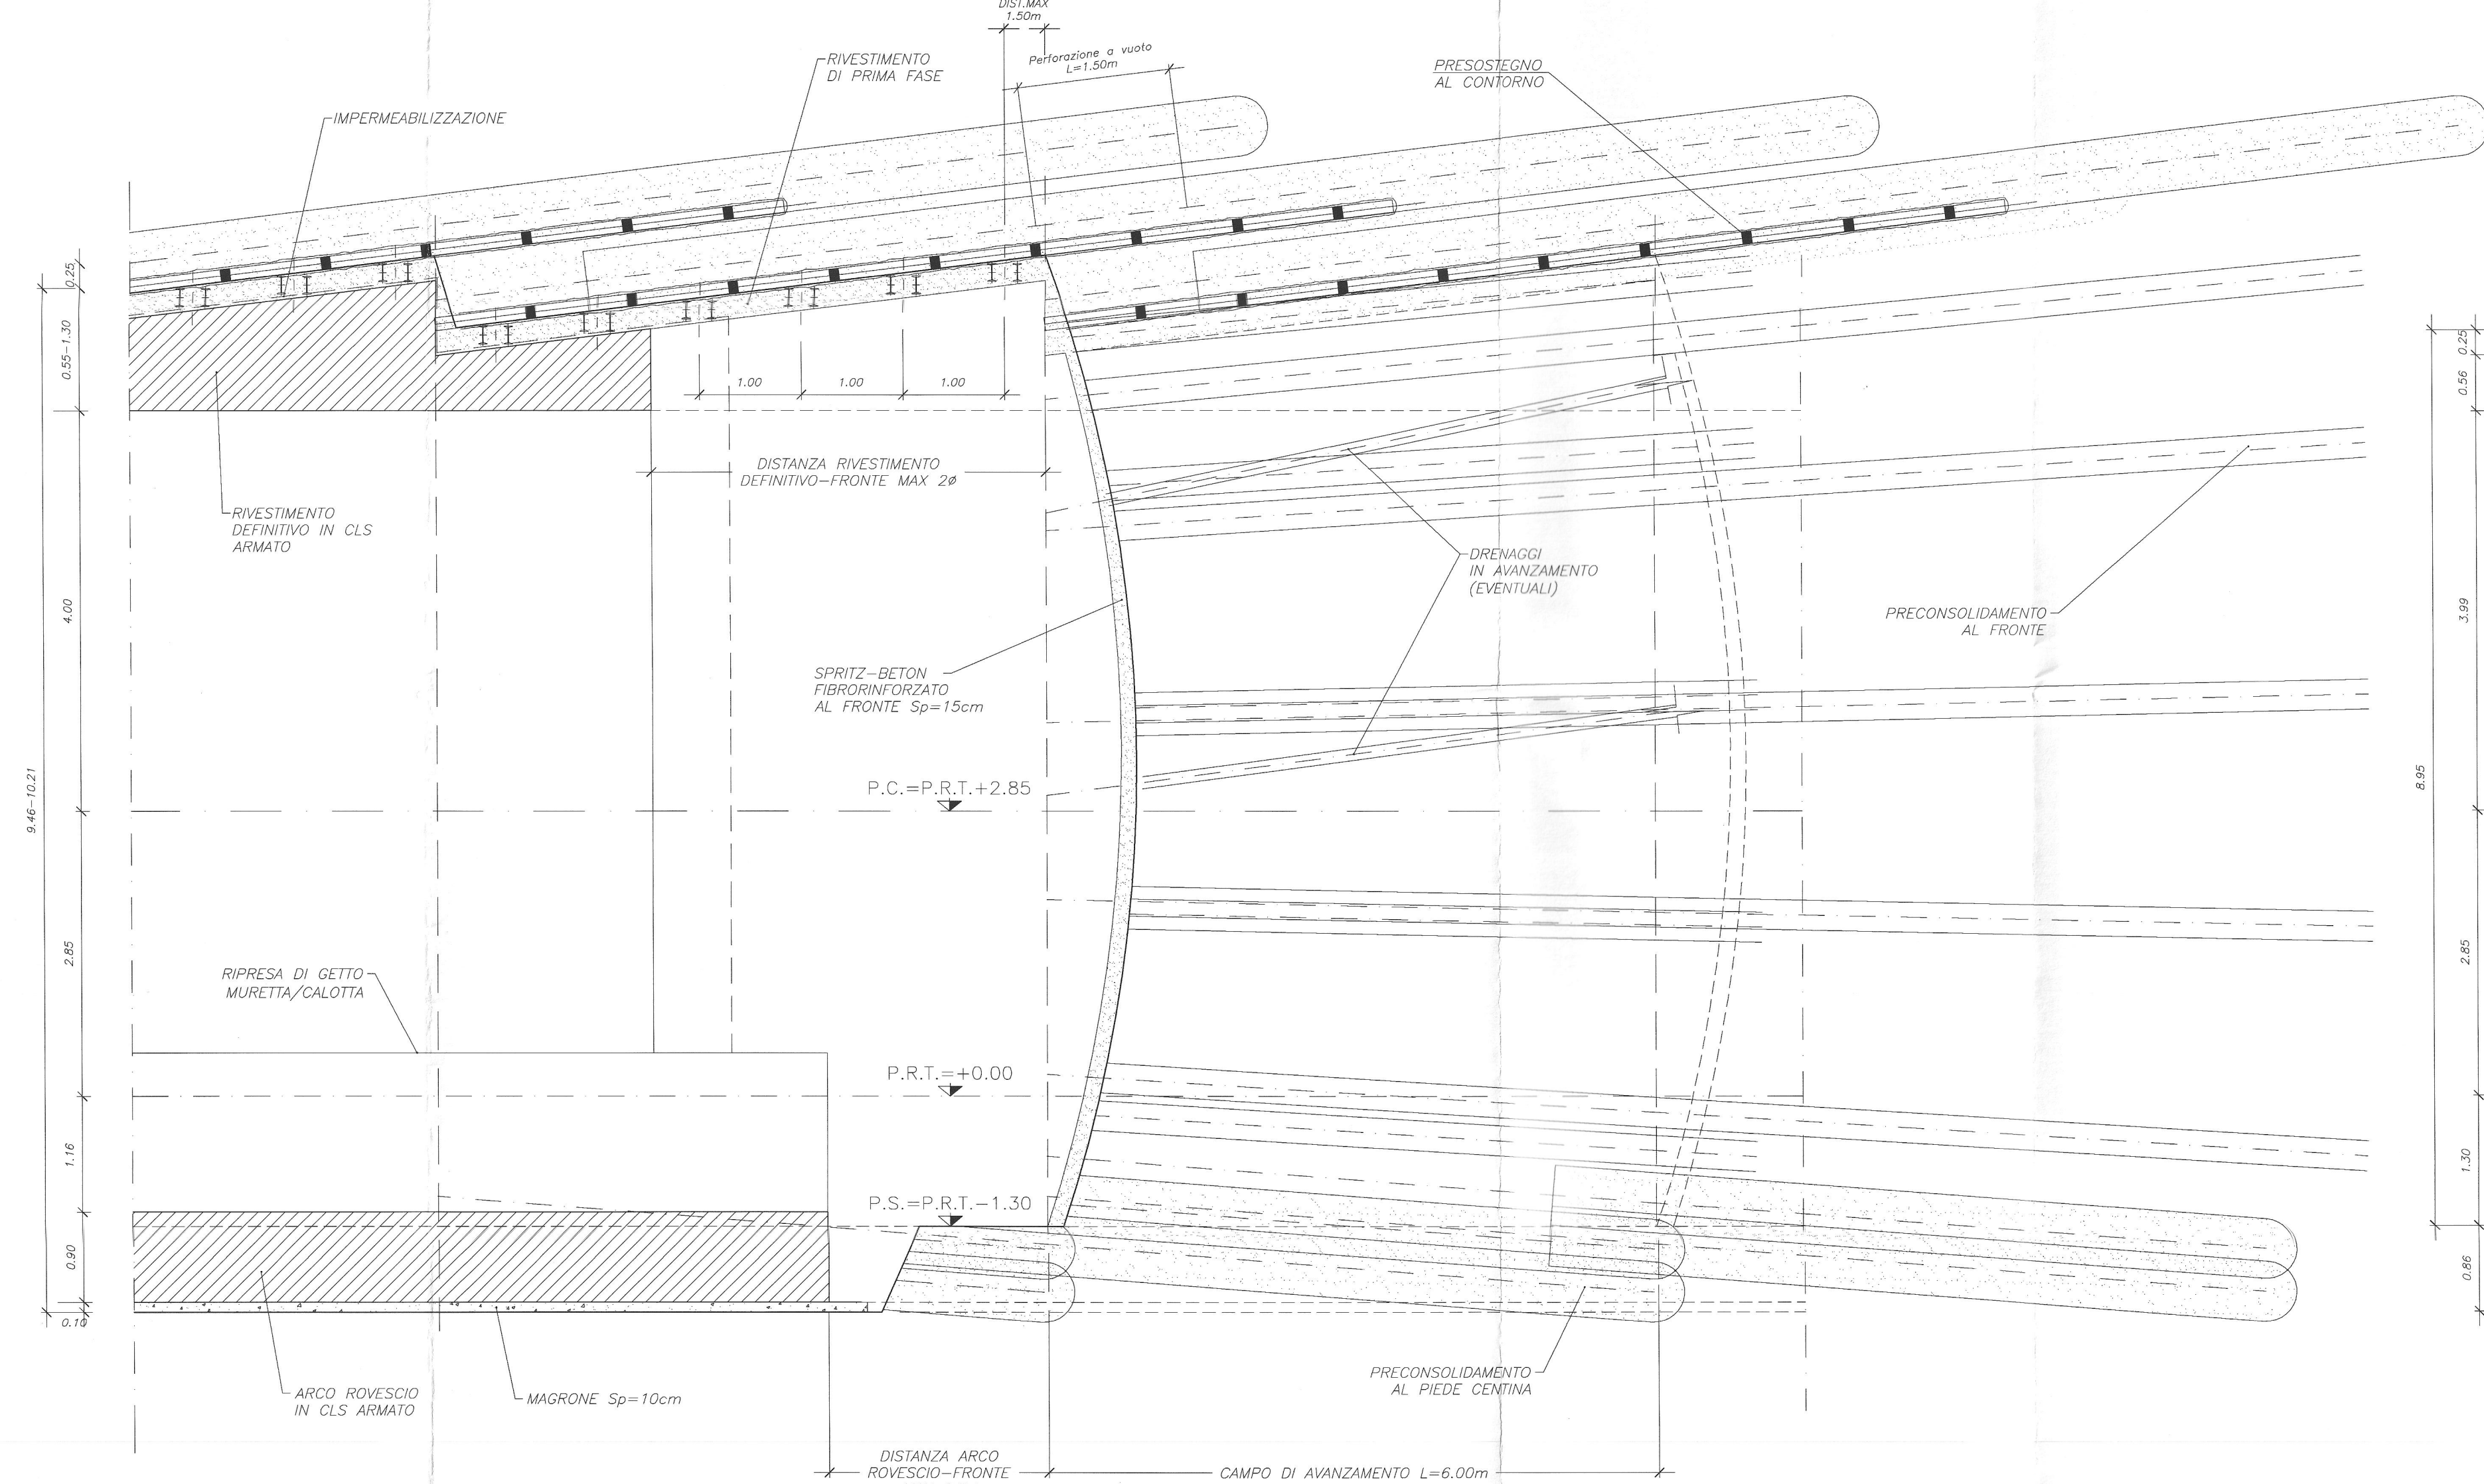 DIST.MAX
1.50m
Perforazione a vuoto
L=1.50m
RIVESTIMENTO
DI PRIMA FASE
PRESOSTEGNO
AL CONTORNO
IMPERMEABILIZZAZIONE
0.25
0.55-1.30
4.00
9.46-10.21
2.85
1.16
0.90
0.10
1.00
1.00
1.00
DISTANZA RIVESTIMENTO
DEFINITIVO-FRONTE MAX 2ø
RIVESTIMENTO
DEFINITIVO IN CLS
ARMATO
DRENAGGI
IN AVANZAMENTO
(EVENTUALI)
PRECONSOLIDAMENTO
AL FRONTE
SPRITZ-BETON
FIBRORINFORZATO
AL FRONTE Sp=15cm
P.C.=P.R.T.+2.85
RIPRESA DI GETTO
MURETTA/CALOTTA
P.R.T.=+0.00
P.S.=P.R.T.-1.30
0.25
0.56
3.99
8.95
2.85
1.30
0.86
PRECONSOLIDAMENTO
AL PIEDE CENTINA
ARCO ROVESCIO
IN CLS ARMATO
MAGRONE Sp=10cm
DISTANZA ARCO
ROVESCIO-FRONTE
CAMPO DI AVANZAMENTO L=6.00m